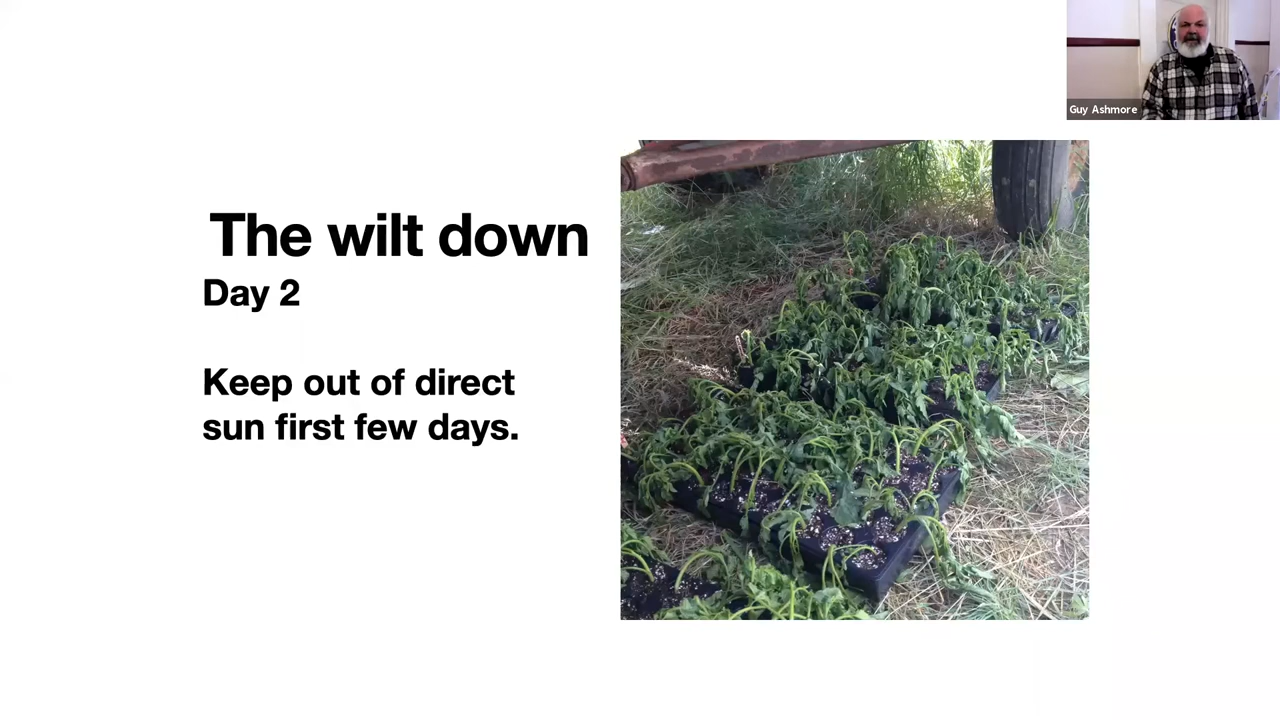 Guy Ashmore
The wilt down
Day 2
Keep out of direct
sun first few days.